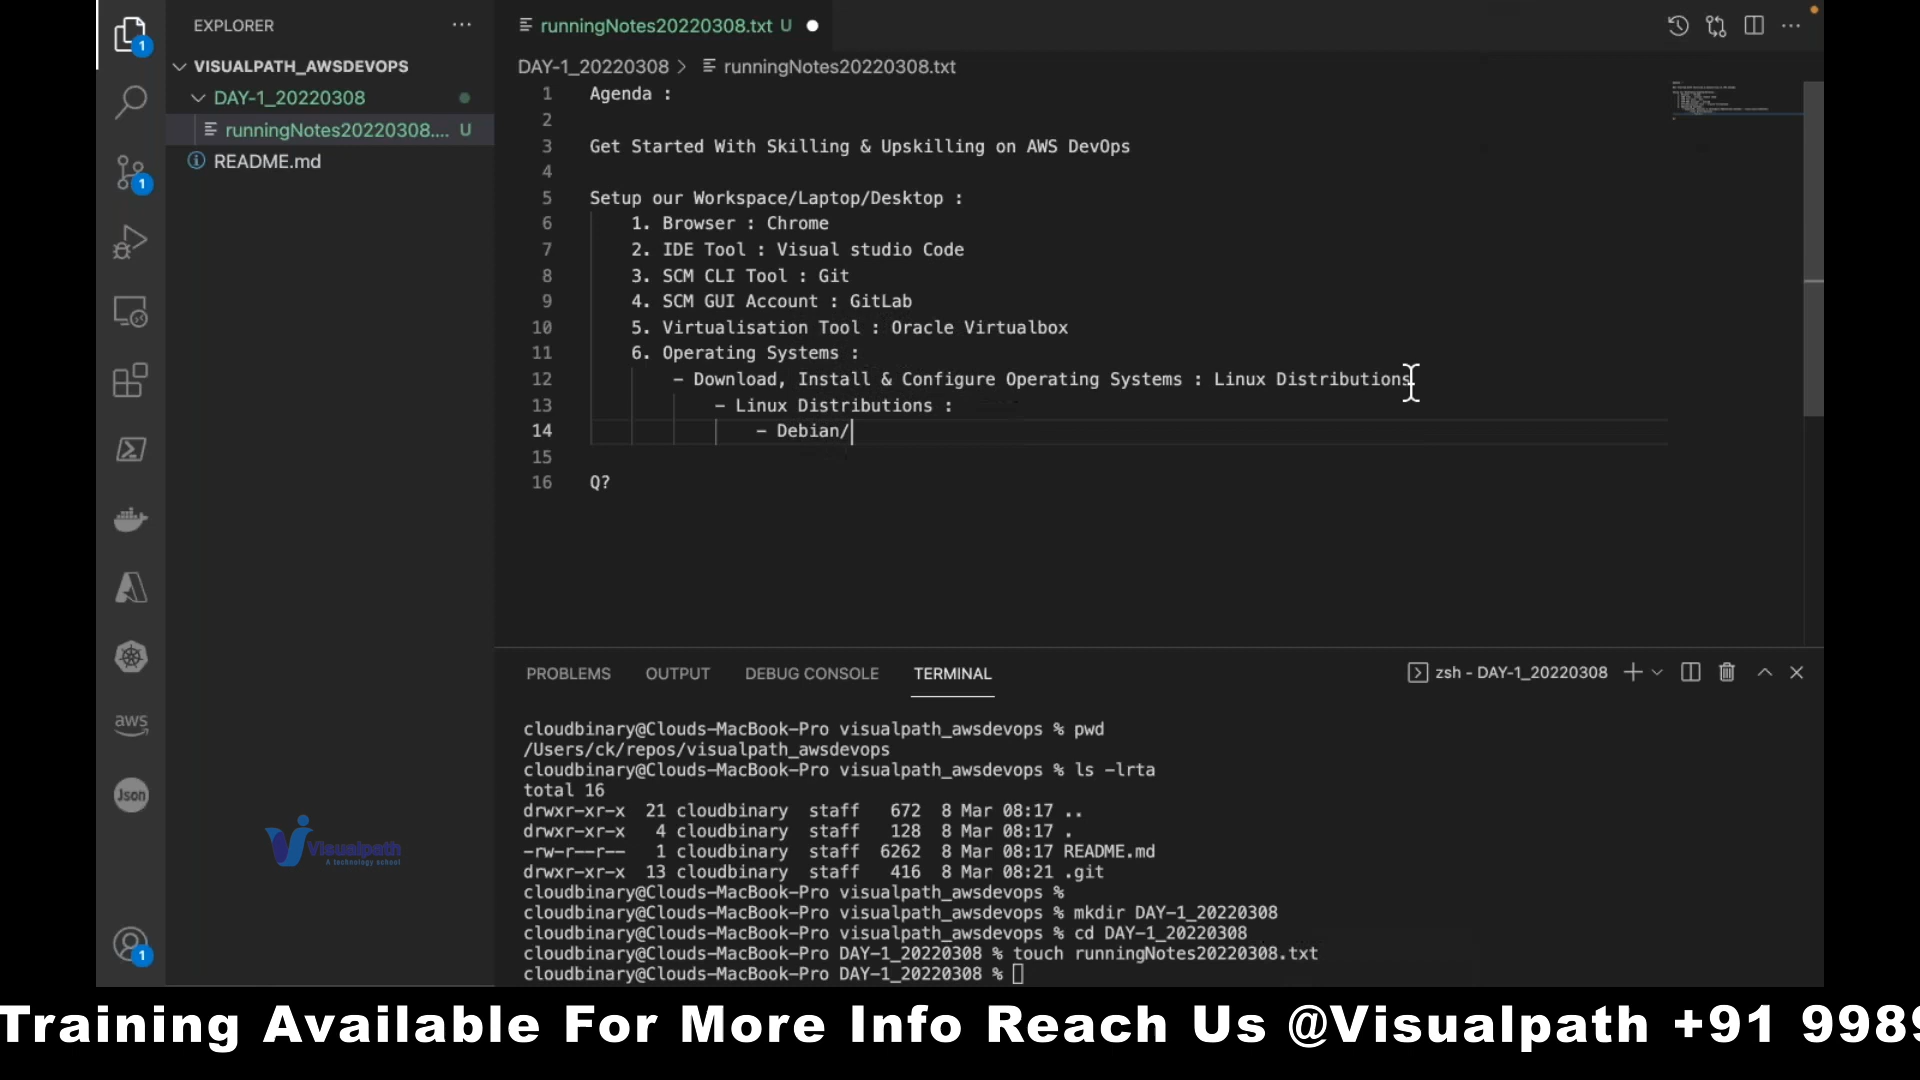 EXPLORER
VISUALPATH_AWSDEVOPS
DAY-1_20220308
runningNotes20220308.... U
README.md
1
1
aws
Json
1
Visualpath
A technology school
runningNotes20220308.txt U
DAY-1_20220308 > runningNotes20220308.txt
1 Agenda :
2
3 Get Started With Skilling & Upskilling on AWS DevOps
4
5 Setup our Workspace/Laptop/Desktop :
6 1. Browser : Chrome
7 2. IDE Tool : Visual studio Code
8 3. SCM CLI Tool : Git
9 4. SCM GUI Account : GitLab
10 5. Virtualisation Tool : Oracle Virtualbox
11 6. Operating Systems :
12 - Download, Install & Configure Operating Systems : Linux Distributions
13 - Linux Distributions :
14 - Debian/
15
16 Q?
PROBLEMS OUTPUT DEBUG CONSOLE TERMINAL
zsh - DAY-1_20220308
cloudbinary@Clouds-MacBook-Pro visualpath_awsdevops % pwd
/Users/ck/repos/visualpath_awsdevops
cloudbinary@Clouds-MacBook-Pro visualpath_awsdevops % ls -lrta
total 16
drwxr-xr-x 21 cloudbinary staff 672 8 Mar 08:17 ..
drwxr-xr-x 4 cloudbinary staff 128 8 Mar 08:17 .
-rw-r--r-- 1 cloudbinary staff 6262 8 Mar 08:17 README.md
drwxr-xr-x 13 cloudbinary staff 416 8 Mar 08:21 .git
cloudbinary@Clouds-MacBook-Pro visualpath_awsdevops %
cloudbinary@Clouds-MacBook-Pro visualpath_awsdevops % mkdir DAY-1_20220308
cloudbinary@Clouds-MacBook-Pro visualpath_awsdevops % cd DAY-1_20220308
cloudbinary@Clouds-MacBook-Pro DAY-1_20220308 % touch runningNotes20220308.txt
cloudbinary@Clouds-MacBook-Pro DAY-1_20220308 %
Training Available For More Info Reach Us @Visualpath +91 9989